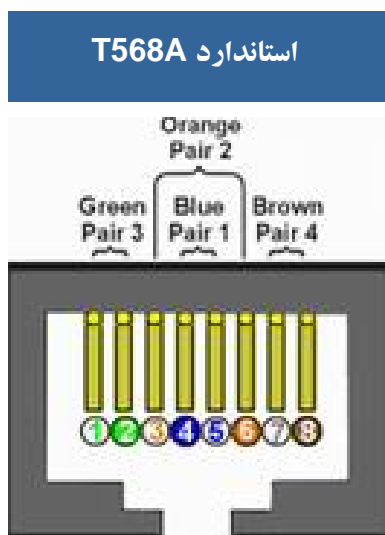 استاندارد T568A
Orange
Pair 2
Green Blue Brown
Pair 3 Pair 1 Pair 4
1 2 3 4 5 6 7 8